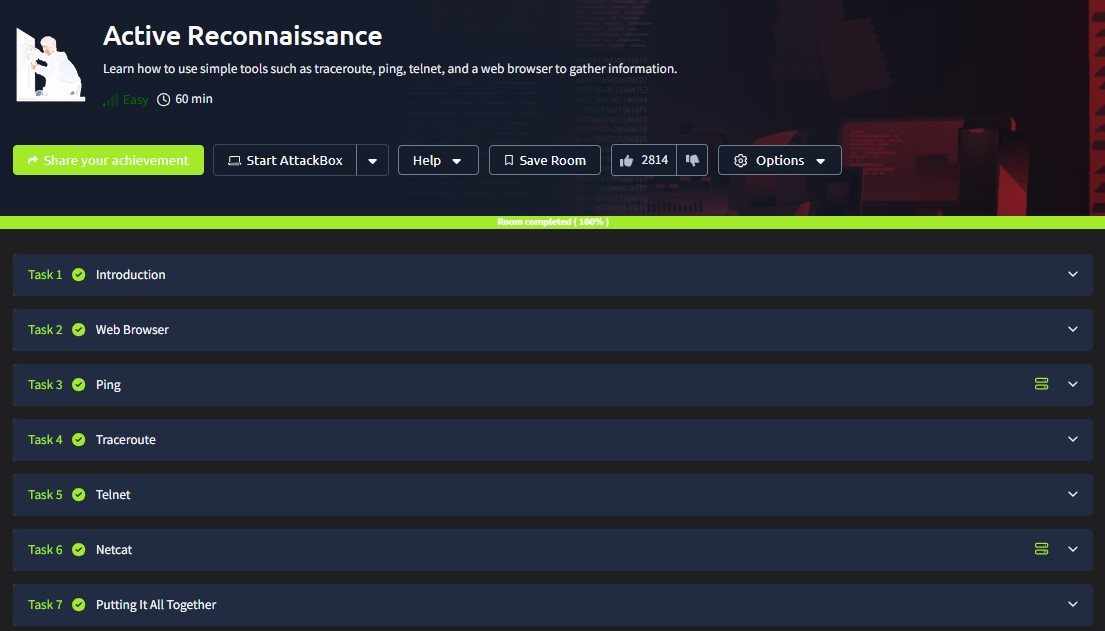 Active Reconnaissance
Learn how to use simple tools such as traceroute, ping, telnet, and a web browser to gather information.
Easy 60 min
Share your achievement Start AttackBox Help Save Room 2814 Options
Room completed ( 100% )
Task 1 Introduction
Task 2 Web Browser
Task 3 Ping
Task 4 Traceroute
Task 5 Telnet
Task 6 Netcat
Task 7 Putting It All Together